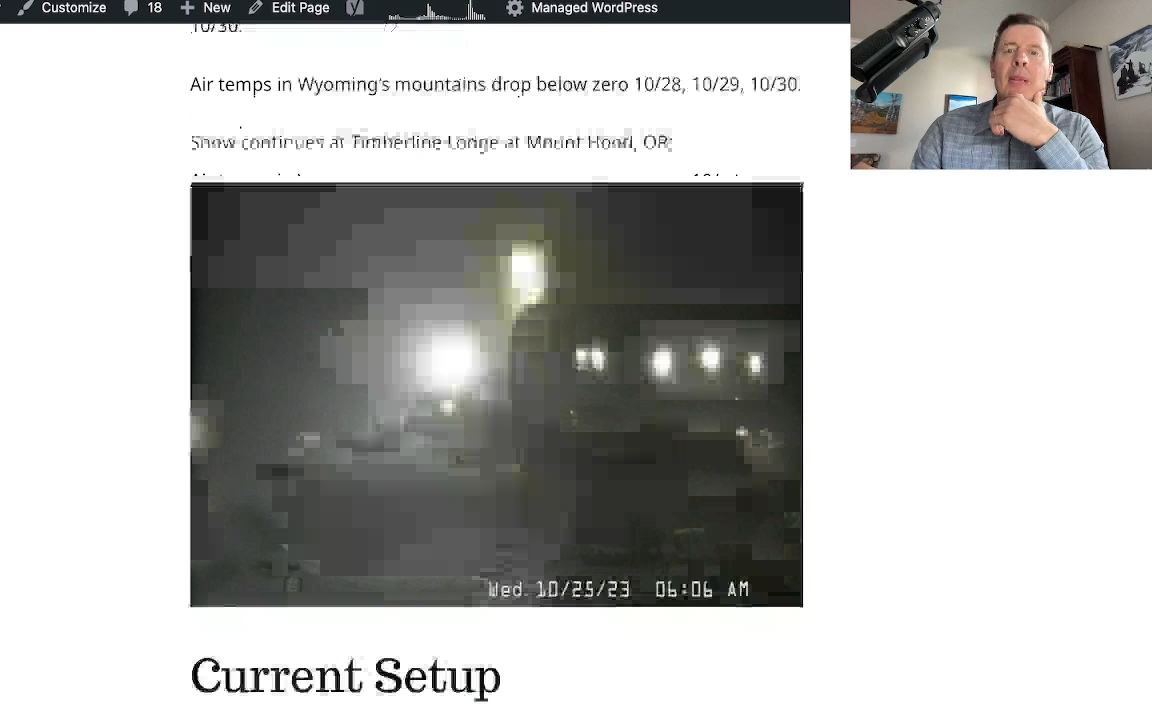 Customize 18 New Edit Page Managed WordPress
10/30.
Air temps in Wyoming's mountains drop below zero 10/28, 10/29, 10/30.
Snow continues at Timberline Lodge at Mount Hood, OR:
Wed. 10/25/23 06:06 AM
Current Setup